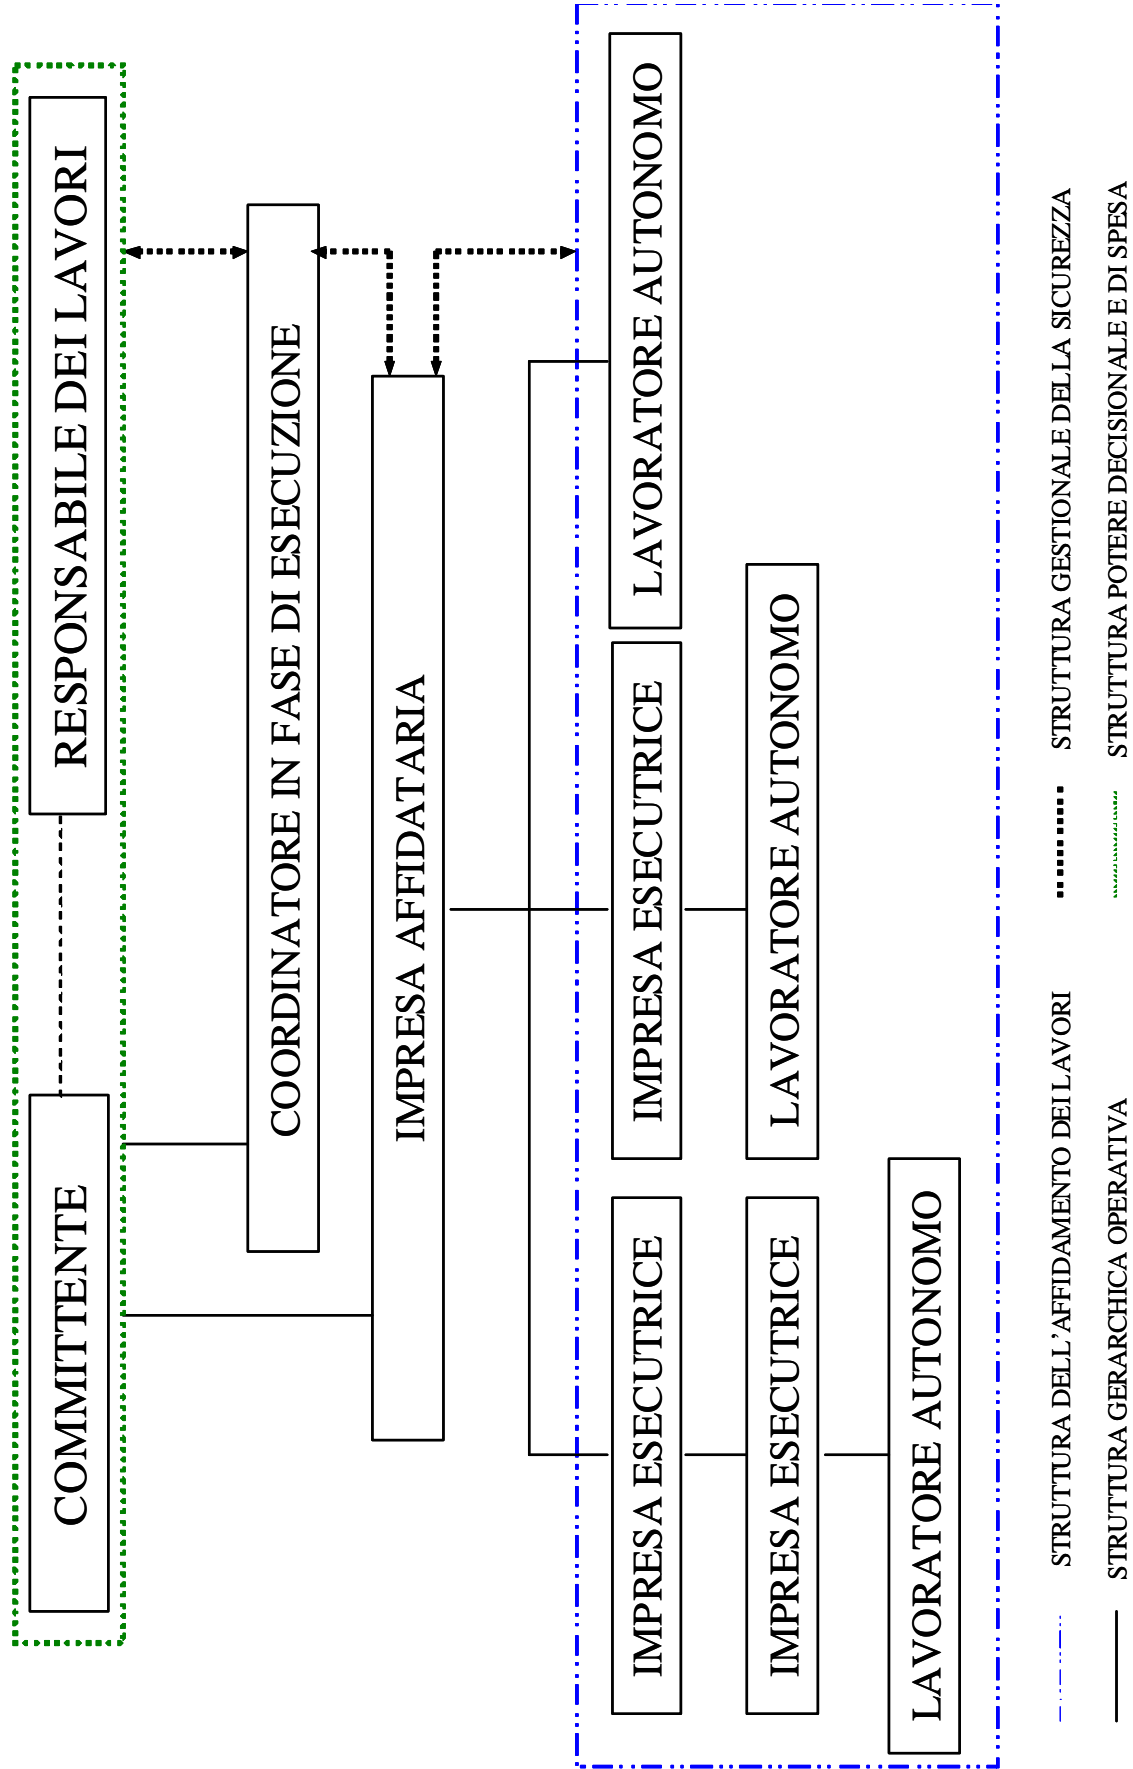 COMMITTENTE
RESPONSABILE DEI LAVORI
COORDINATORE IN FASE DI ESECUZIONE
IMPRESA AFFIDATARIA
IMPRESA ESECUTRICE
IMPRESA ESECUTRICE
LAVORATORE AUTONOMO
IMPRESA ESECUTRICE
LAVORATORE AUTONOMO
LAVORATORE AUTONOMO
STRUTTURA DELL'AFFIDAMENTO DEI LAVORI
STRUTTURA GESTIONALE DELLA SICUREZZA
STRUTTURA GERARCHICA OPERATIVA
STRUTTURA POTERE DECISIONALE E DI SPESA